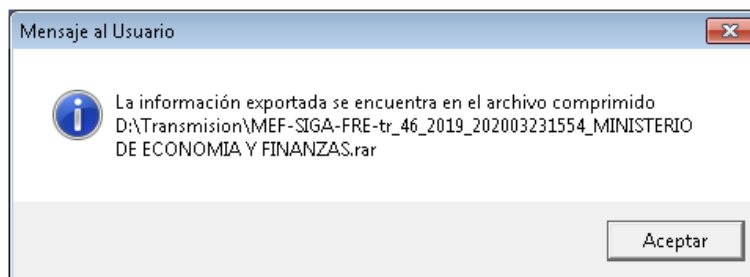 Mensaje al Usuario
La información exportada se encuentra en el archivo comprimido
D:\Transmision\MEF-SIGA-FRE-tr_46_2019_202003231554_MINISTERIO
DE ECONOMIA Y FINANZAS.rar
Aceptar